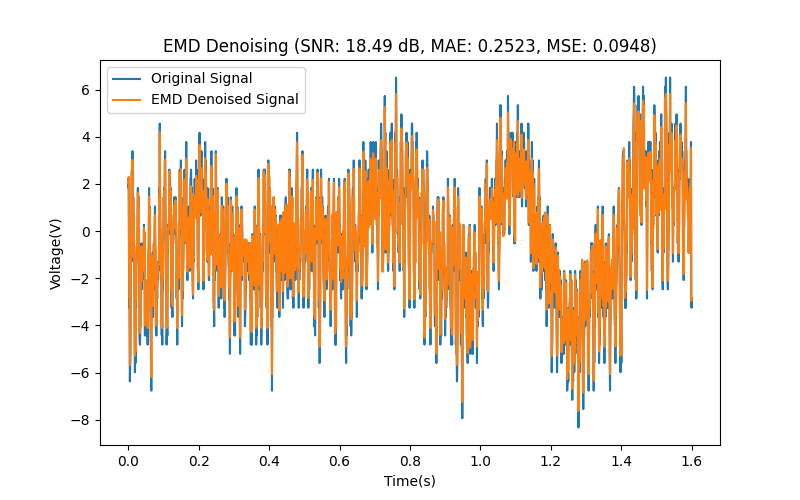 EMD Denoising (SNR: 18.49 dB, MAE: 0.2523, MSE: 0.0948)
Original Signal
EMD Denoised Signal
6
4
2
0
−2
−4
−6
−8
Voltage(V)
0.0 0.2 0.4 0.6 0.8 1.0 1.2 1.4 1.6
Time(s)